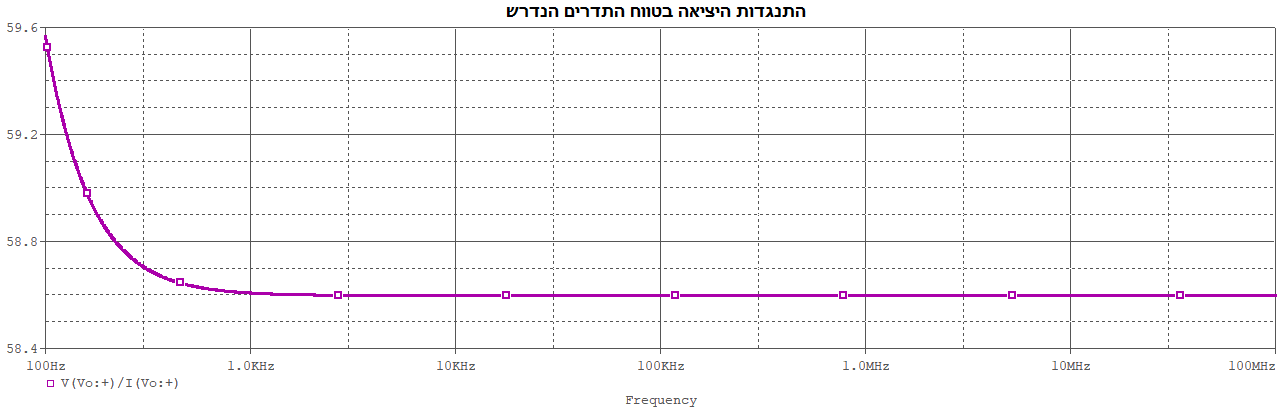 התנגדות היציאה בטווח התדרים הנדרש
59.6
59.2
58.8
58.4
100Hz 1.0KHz 10KHz 100KHz 1.0MHz 10MHz 100MHz
V(Vo:+)/I(Vo:+)
Frequency